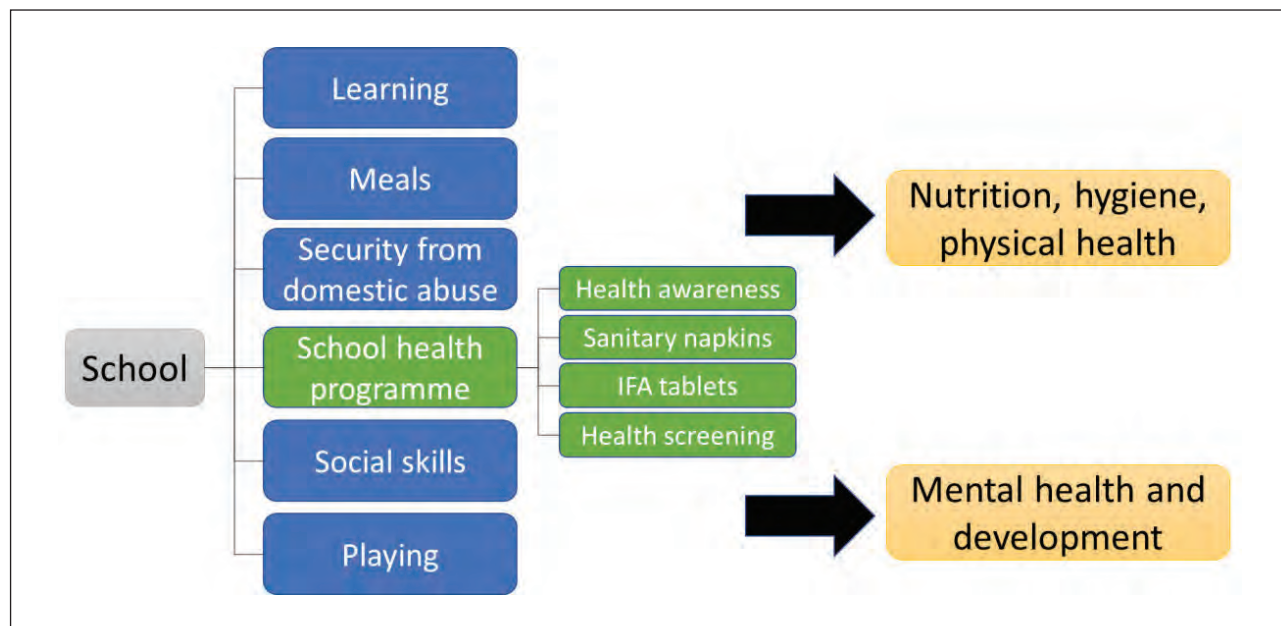 School
Learning
Meals
Security from
domestic abuse
School health
programme
Social skills
Playing
Health awareness
Sanitary napkins
IFA tablets
Health screening
Nutrition, hygiene,
physical health
Mental health and
development